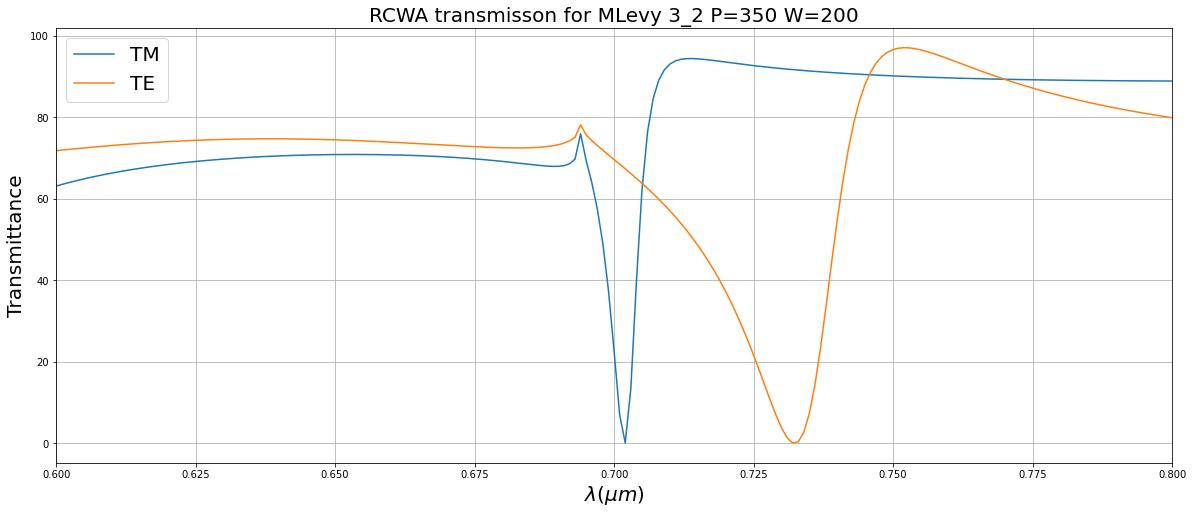 RCWA transmisson for MLevy 3_2 P=350 W=200
TM
TE
Transmittance
100
80
60
40
20
0
0.600 0.625 0.650 0.675 0.700 0.725 0.750 0.775 0.800
λ(μm)